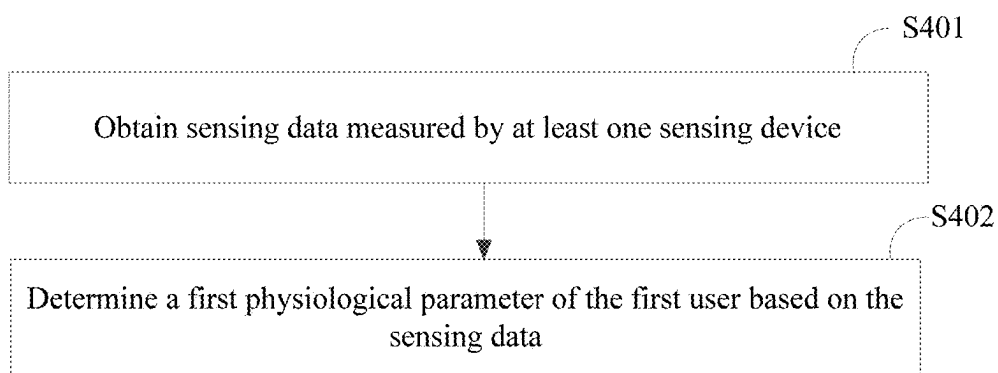 S401
Obtain sensing data measured by at least one sensing device
S402
Determine a first physiological parameter of the first user based on the
sensing data